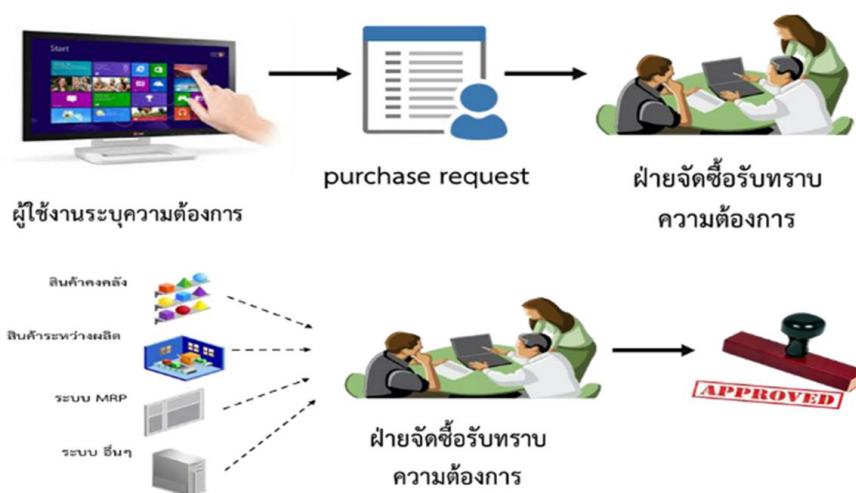 Start
purchase request
ผู้ใช้งานระบุความต้องการ
ฝ่ายจัดซื้อรับทราบ
ความต้องการ
สินค้าคงคลัง
สินค้าระหว่างผลิต
ระบบ MRP
ระบบ อื่นๆ
ฝ่ายจัดซื้อรับทราบ
ความต้องการ
APPROVED